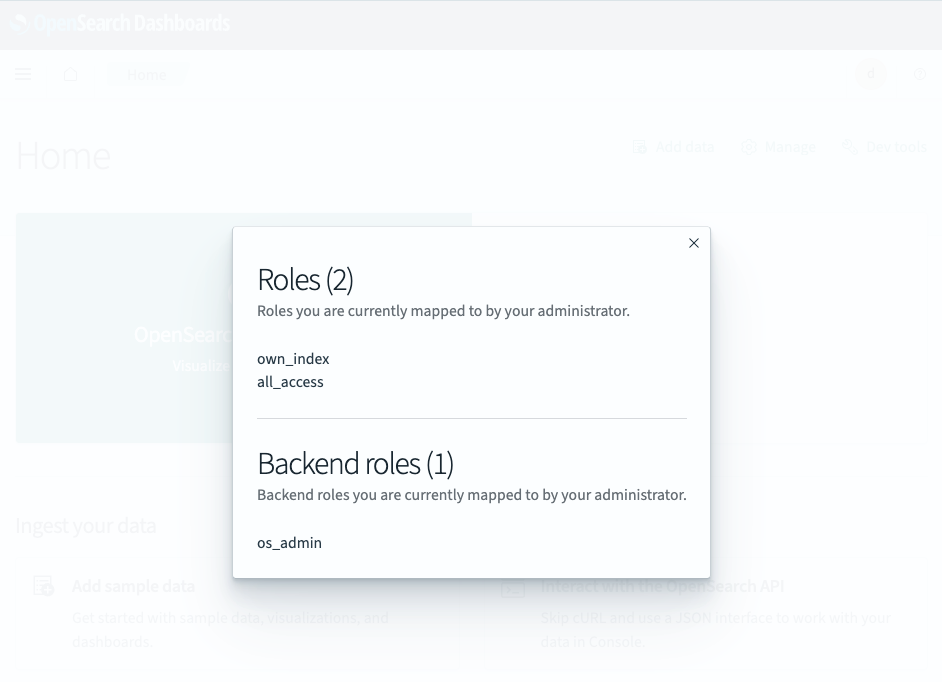 OpenSearch Dashboards
Home
d
Home
Add data
Manage
Dev tools
Roles (2)
Roles you are currently mapped to by your administrator.
own_index
all_access
Backend roles (1)
Backend roles you are currently mapped to by your administrator.
os_admin
Ingest your data
Add sample data
Get started with sample data, visualizations, and
dashboards.
Interact with the OpenSearch API
Skip cURL and use a JSON interface to work with your
data in Console.